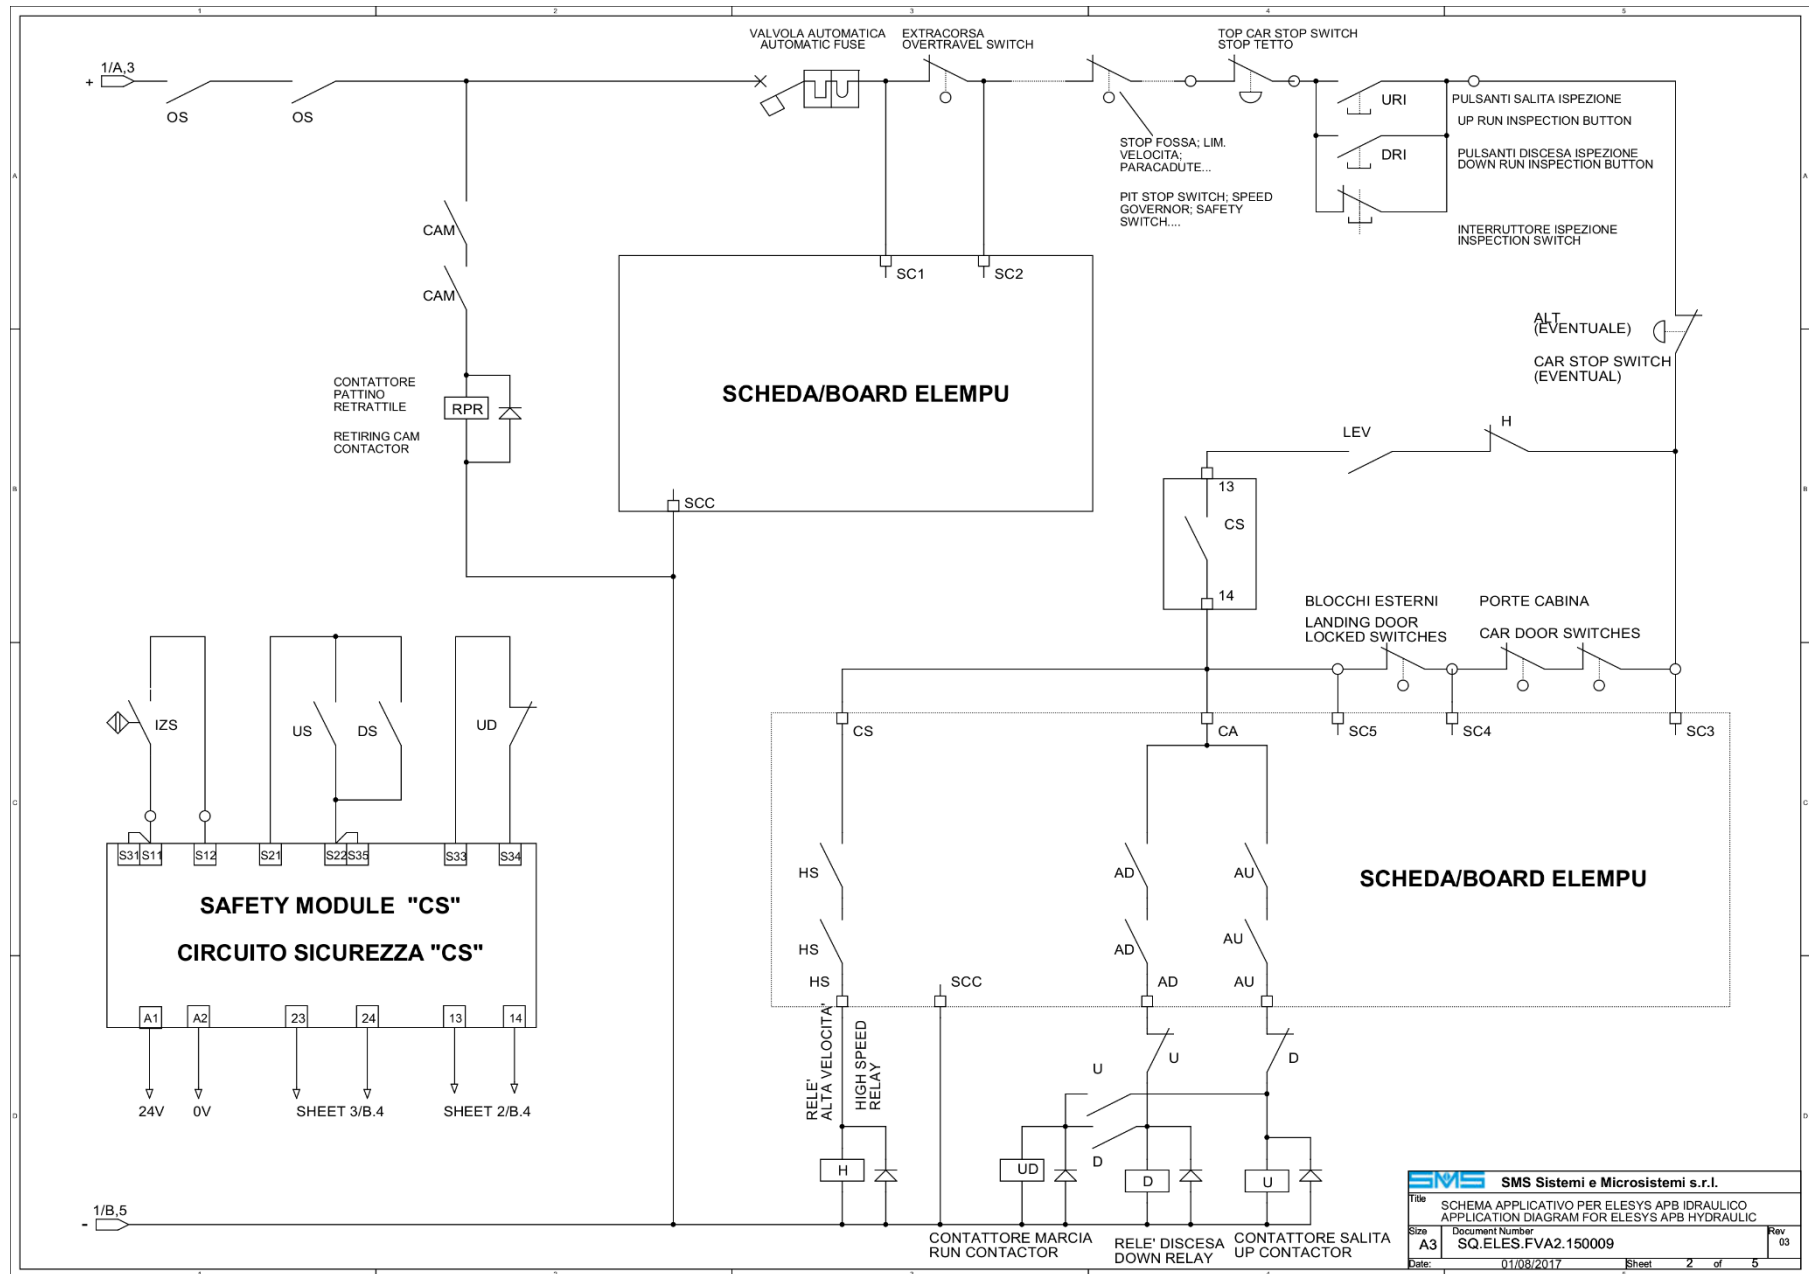 1 2 3 4 5
VALVOLA AUTOMATICA
AUTOMATIC FUSE
EXTRACORSA
OVERTRAVEL SWITCH
TOP CAR STOP SWITCH
STOP TETTO
1/A,3
+
OS
OS
URI
PULSANTI SALITA ISPEZIONE
UP RUN INSPECTION BUTTON
STOP FOSSA; LIM.
VELOCITA;
PARACADUTE...
DRI
PULSANTI DISCESA ISPEZIONE
DOWN RUN INSPECTION BUTTON
A
A
PIT STOP SWITCH; SPEED
GOVERNOR; SAFETY
SWITCH....
INTERRUTTORE ISPEZIONE
INSPECTION SWITCH
CAM
CAM
SC1
SC2
ALT
(EVENTUALE)
CAR STOP SWITCH
(EVENTUAL)
CONTATTORE
PATTINO
RETRATTILE
RPR
RETIRING CAM
CONTACTOR
SCHEDA/BOARD ELEMPU
LEV
H
B
B
13
CS
14
SCC
BLOCCHI ESTERNI
LANDING DOOR
LOCKED SWITCHES
PORTE CABINA
CAR DOOR SWITCHES
IZS
US
DS
UD
CS
CA
SC5
SC4
SC3
C
C
S31 S11 S12 S21 S22 S35 S33 S34
SAFETY MODULE "CS"
CIRCUITO SICUREZZA "CS"
HS
AD
AU
SCHEDA/BOARD ELEMPU
HS
AD
AU
HS
SCC
AD
AU
A1 A2 23 24 13 14
24V
0V
SHEET 3/B.4
SHEET 2/B.4
RELE'
ALTA VELOCITA'
HIGH SPEED
RELAY
U
U
D
D
D
D
H
UD
D
U
1/B,5
-
CONTATTORE MARCIA
RUN CONTACTOR
RELE' DISCESA
DOWN RELAY
CONTATTORE SALITA
UP CONTACTOR
SMS
SMS Sistemi e Microsistemi s.r.l.
Title
SCHEMA APPLICATIVO PER ELESYS APB IDRAULICO
APPLICATION DIAGRAM FOR ELESYS APB HYDRAULIC
Size
A3
Document Number
SQ.ELES.FVA2.150009
Rev
03
Date:
01/08/2017
Sheet
2 of 5
1 2 3 4 5